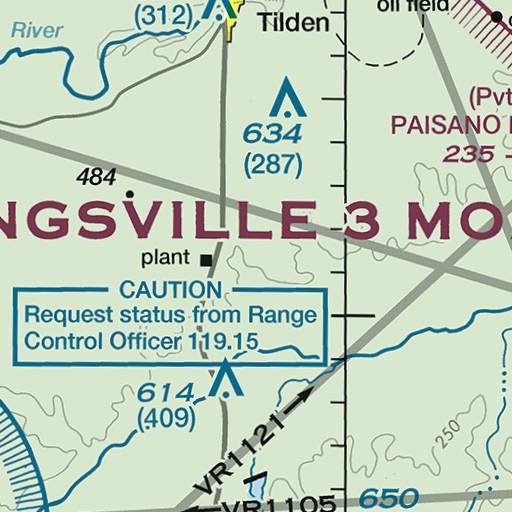 (312)
Tilden
oil field
River
634
(287)
(Pvt
PAISANO
235 -
484
NGSVILLE 3 MO
plant
CAUTION
Request status from Range
Control Officer 119.15
614
(409)
250
VR1121
VR1105
650